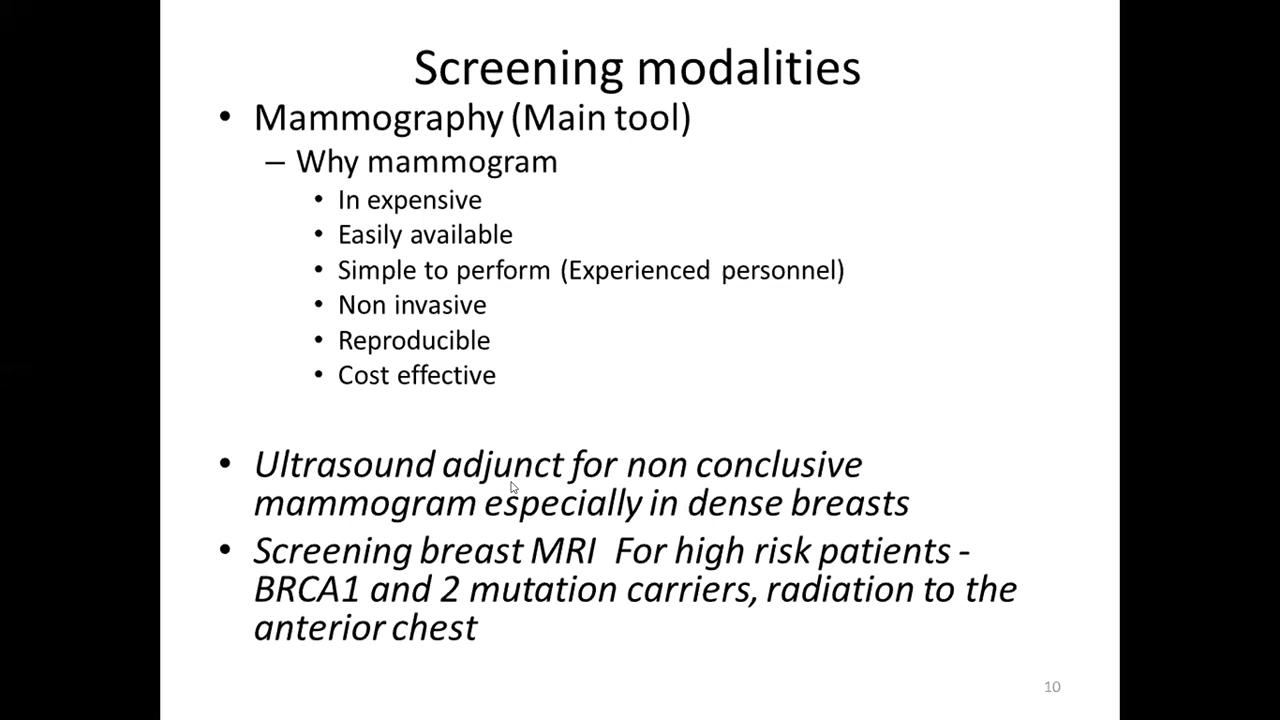 Screening modalities
• Mammography (Main tool)
– Why mammogram
• In expensive
• Easily available
• Simple to perform (Experienced personnel)
• Non invasive
• Reproducible
• Cost effective
• Ultrasound adjunct for non conclusive
mammogram especially in dense breasts
• Screening breast MRI  For high risk patients -
BRCA1 and 2 mutation carriers, radiation to the
anterior chest
10